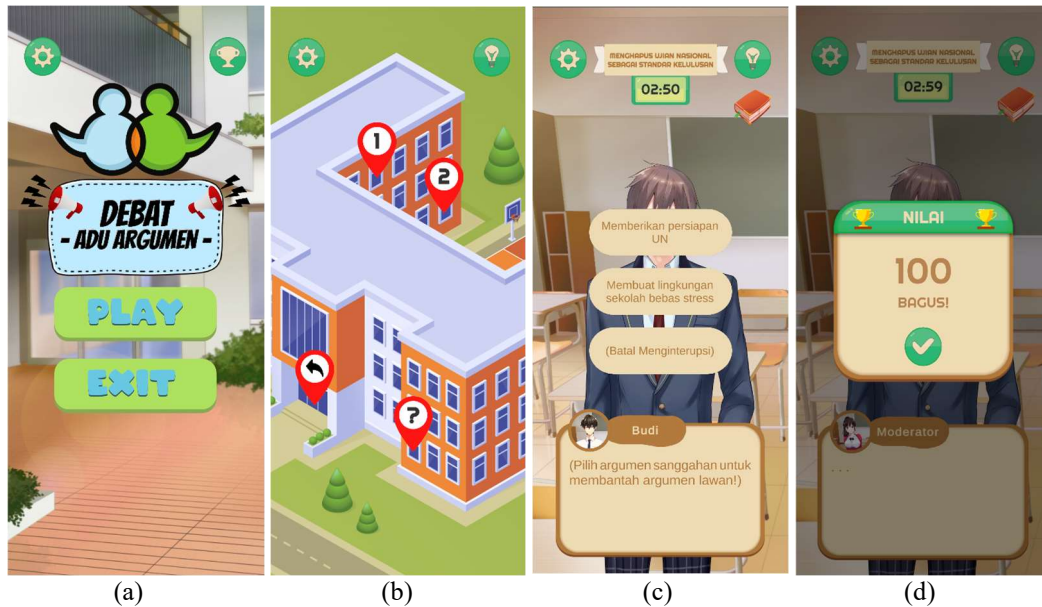 DEBAT
- ADU ARGUMEN -
PLAY
EXIT
(a)
1
2
?
(b)
MENGHAPUS UJIAN NASIONAL
SEBAGAI STANDAR KELULUSAN
02:50
Memberikan persiapan
UN
Membuat lingkungan
sekolah bebas stress
(Batal Menginterupsi)
Budi
(Pilih argumen sanggahan untuk
membantah argumen lawan!)
(c)
MENGHAPUS UJIAN NASIONAL
SEBAGAI STANDAR KELULUSAN
02:59
NILAI
100
BAGUS!
Moderator
. . .
(d)